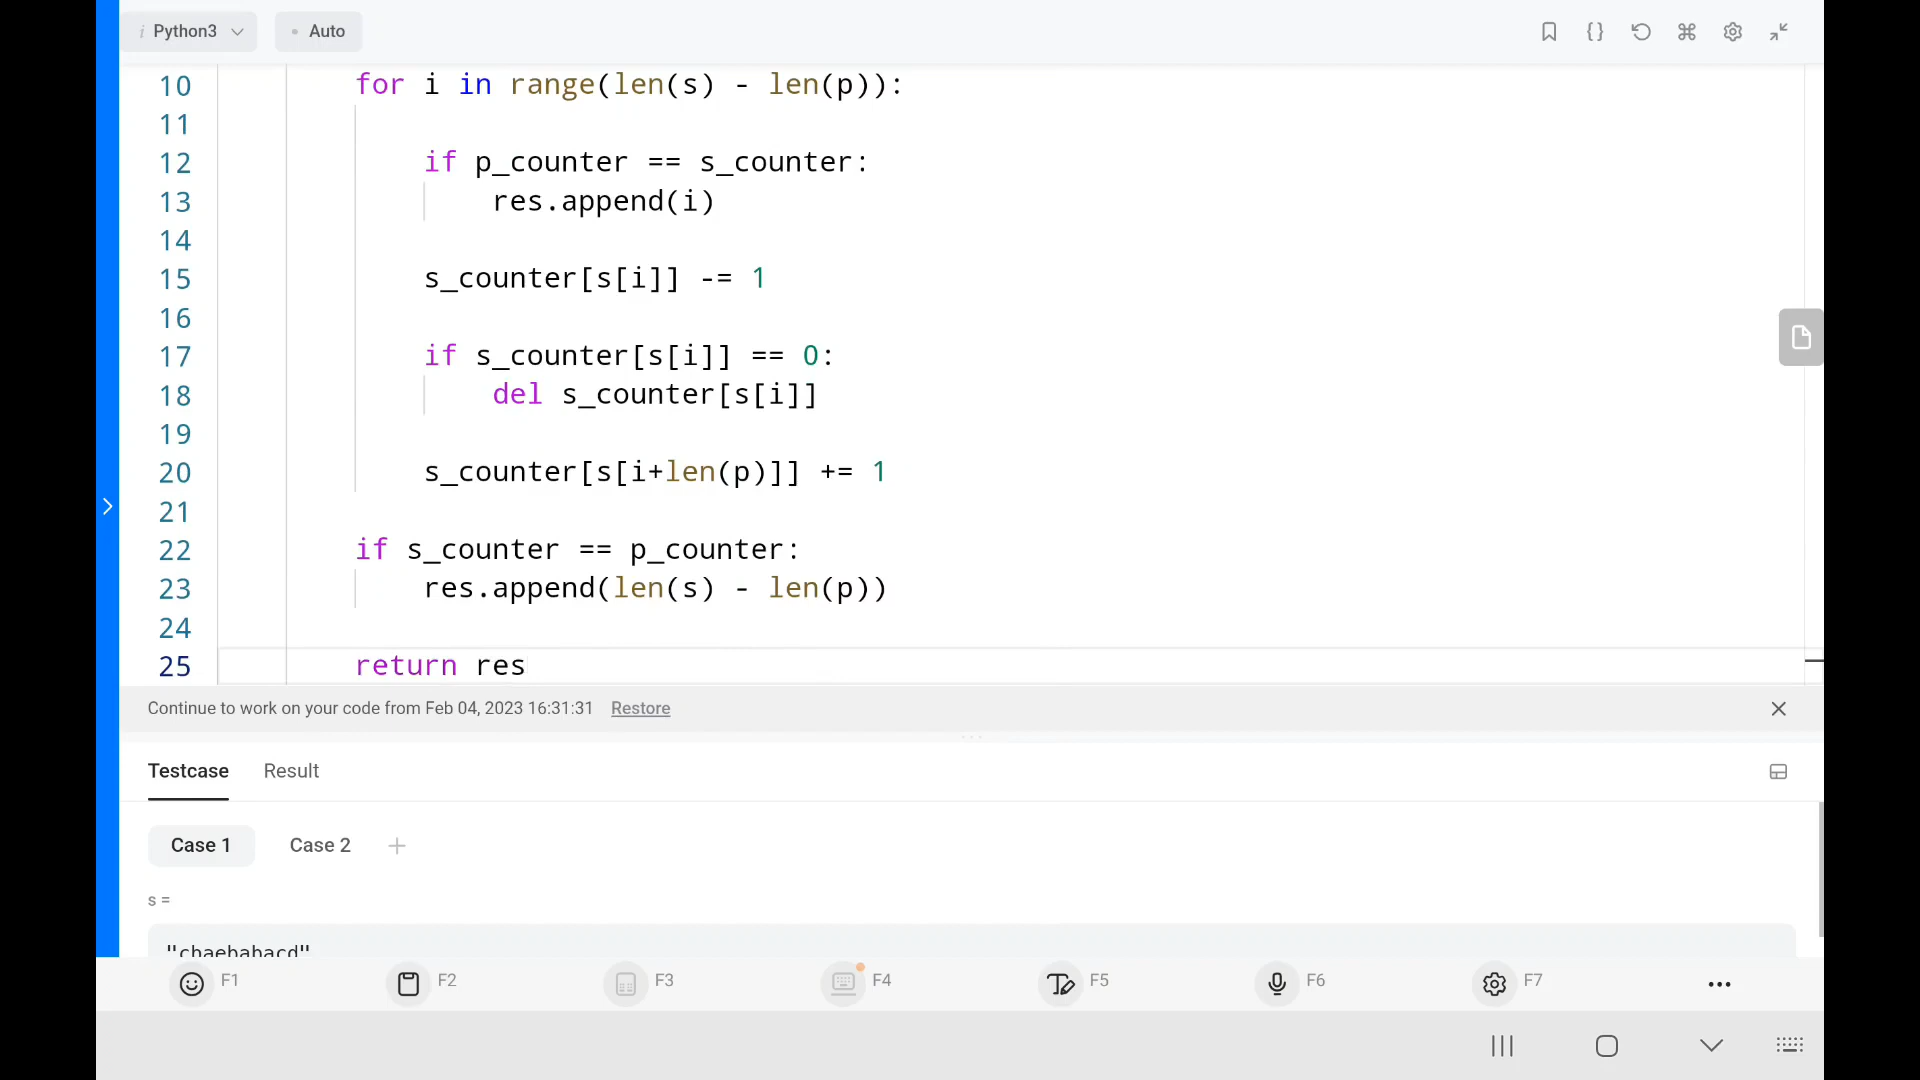 i Python3
Auto
10 for i in range(len(s) - len(p)):
11
12 if p_counter == s_counter:
13 res.append(i)
14
15 s_counter[s[i]] -= 1
16
17 if s_counter[s[i]] == 0:
18 del s_counter[s[i]]
19
20 s_counter[s[i+len(p)]] += 1
21
22 if s_counter == p_counter:
23 res.append(len(s) - len(p))
24
25 return res
Continue to work on your code from Feb 04, 2023 16:31:31 Restore
Testcase Result
Case 1 Case 2 +
s =
"cbaebabacd"
F1 F2 F3 F4 F5 F6 F7